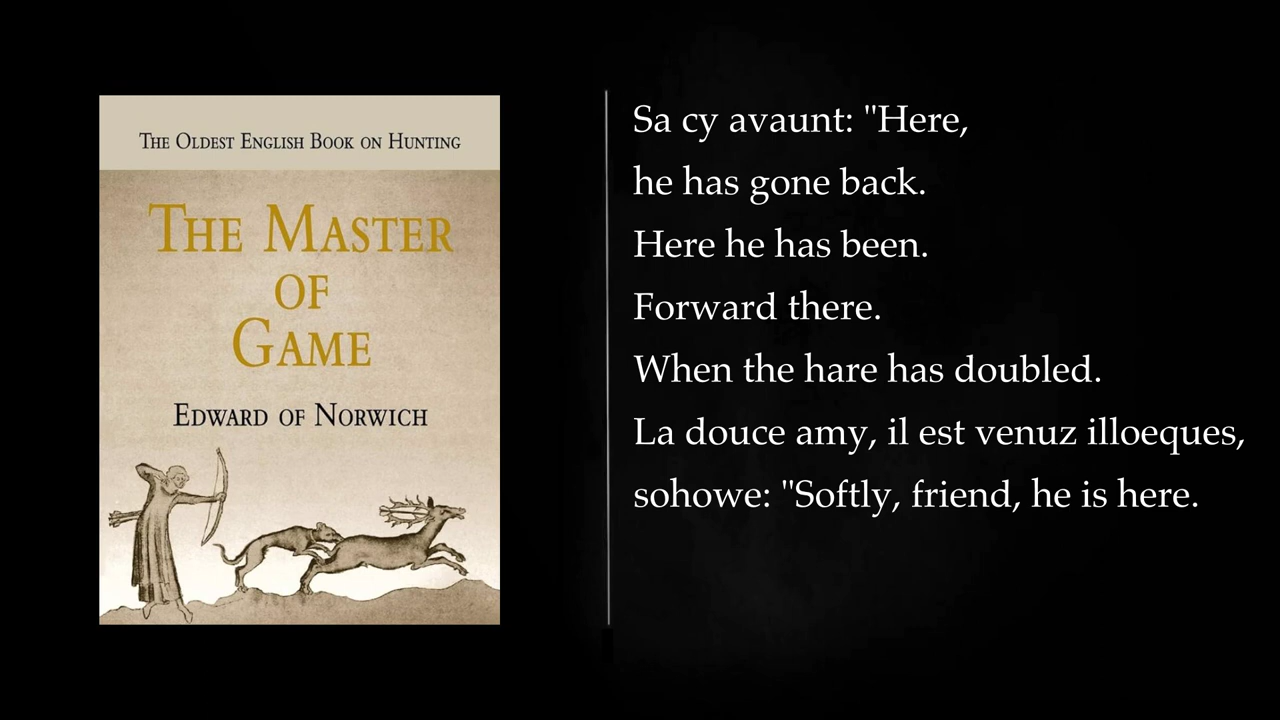 The Oldest English Book on Hunting
The Master
of
Game
Edward of Norwich
Sa cy avaunt: "Here,
he has gone back.
Here he has been.
Forward there.
When the hare has doubled.
La douce amy, il est venuz illoeques,
sohowe: "Softly, friend, he is here.